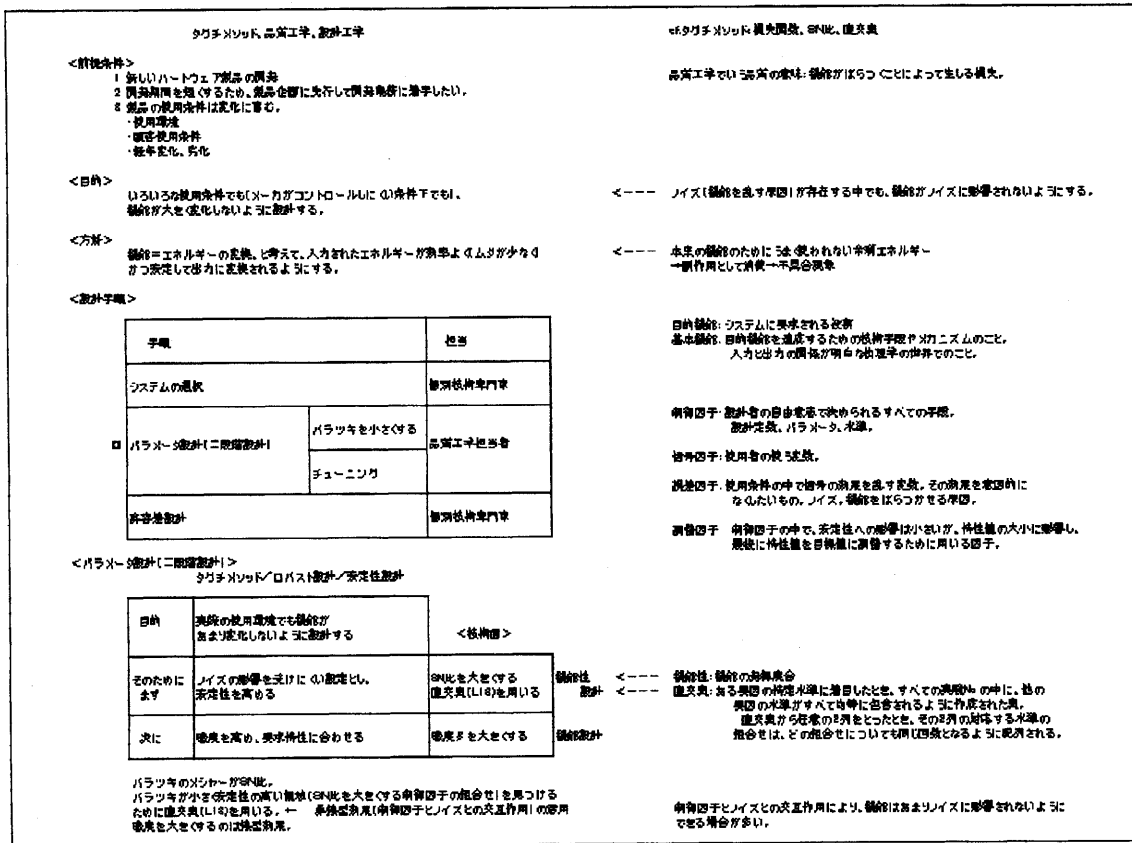 タグチメソッド、品質工学、設計工学
cf.タグチメソッド：損失関数、SN比、直交表
＜前提条件＞
1 新しいハードウェア製品の開発
2 開発期間を短くするため、製品企画に先行して開発業務に着手したい。
3 製品の使用条件は変化に富む。
・使用環境
・顧客使用条件
・経年変化、劣化
品質工学でいう品質の意味：機能がばらつくことによって生じる損失。
＜目的＞
いろいろな使用条件でも（メーカがコントロールしにくい条件下でも）、
機能が大きく変化しないように設計する。
＜--- ノイズ（機能を乱す原因）が存在する中でも、機能がノイズに影響されないようにする。
＜方針＞
機能＝エネルギーの変換、と考えて、入力されたエネルギーが効率よく（ムダが少なく）
かつ安定して出力に変換されるようにする。
＜--- 本来の機能のためにうまく使われない余剰エネルギー
→副作用として消費→不具合現象
＜設計手順＞
手順 担当
システムの選択 個別技術専門家
ロ パラメータ設計（二段階設計） バラツキを小さくする 品質工学担当者
チューニング
許容差設計 個別技術専門家
目的機能：システムに要求される役割
基本機能：目的機能を達成するための技術手段やメカニズムのこと。
入力と出力の関係が明白な物理学の世界でのこと。
制御因子：設計者の自由意志で決められるすべての手段。
設計定数、パラメータ、水準。
信号因子：使用者の使う変数。
誤差因子：使用条件の中で信号の効果を乱す変数。その効果を意図的に
なくしたいもの。ノイズ。機能をばらつかせる原因。
調整因子 制御因子の中で、安定性への影響は小さいが、特性値の大小に影響し、
最後に特性値を目標値に調整するために用いる因子。
＜パラメータ設計（二段階設計）＞
タグチメソッド／ロバスト設計／安定性設計
目的 実際の使用環境でも機能が
あまり変化しないように設計する
＜技術面＞
そのために
まず
ノイズの影響を受けにくい設定とし、
安定性を高める
SN比を大きくする
直交表（L18）を用いる
機能性
設計
＜--- 機能性：機能の発揮度合
＜--- 直交表：ある要因の特定水準に着目したとき、すべての実験No の中に、他の
要因の水準がすべて均等に包含されるように作成された表。
直交表から任意の2列をとったとき、その2列の対応する水準の
組合せは、どの組合せについても同じ回数となるように配列される。
次に 感度を高め、要求特性に合わせる 感度βを大きくする 機能設計
バラツキのメジャーがSN比。
バラツキが小さく安定性の高い領域（SN比を大きくする制御因子の組合せ）を見つける
ために直交表（L18）を用いる。 ← 非線型効果（制御因子とノイズとの交互作用）の活用
感度を大きくするのは線型効果。
制御因子とノイズとの交互作用により、機能はあまりノイズに影響されないように
できる場合が多い。